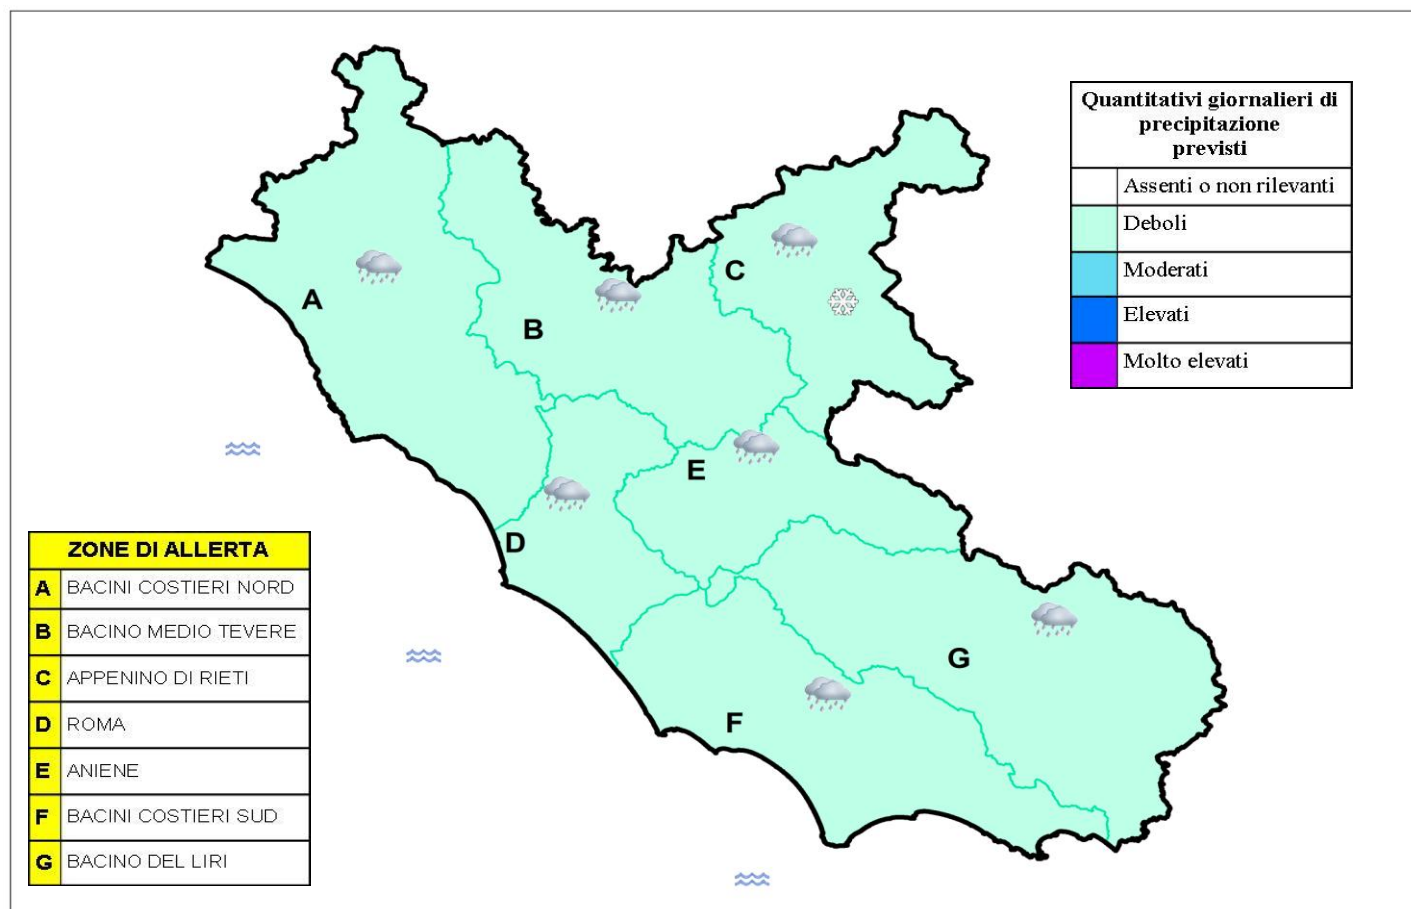 Quantitativi giornalieri di
precipitazione
previsti
Assenti o non rilevanti
Deboli
Moderati
Elevati
Molto elevati
A
B
C
D
E
F
G
ZONE DI ALLERTA
A BACINI COSTIERI NORD
B BACINO MEDIO TEVERE
C APPENINO DI RIETI
D ROMA
E ANIENE
F BACINI COSTIERI SUD
G BACINO DEL LIRI